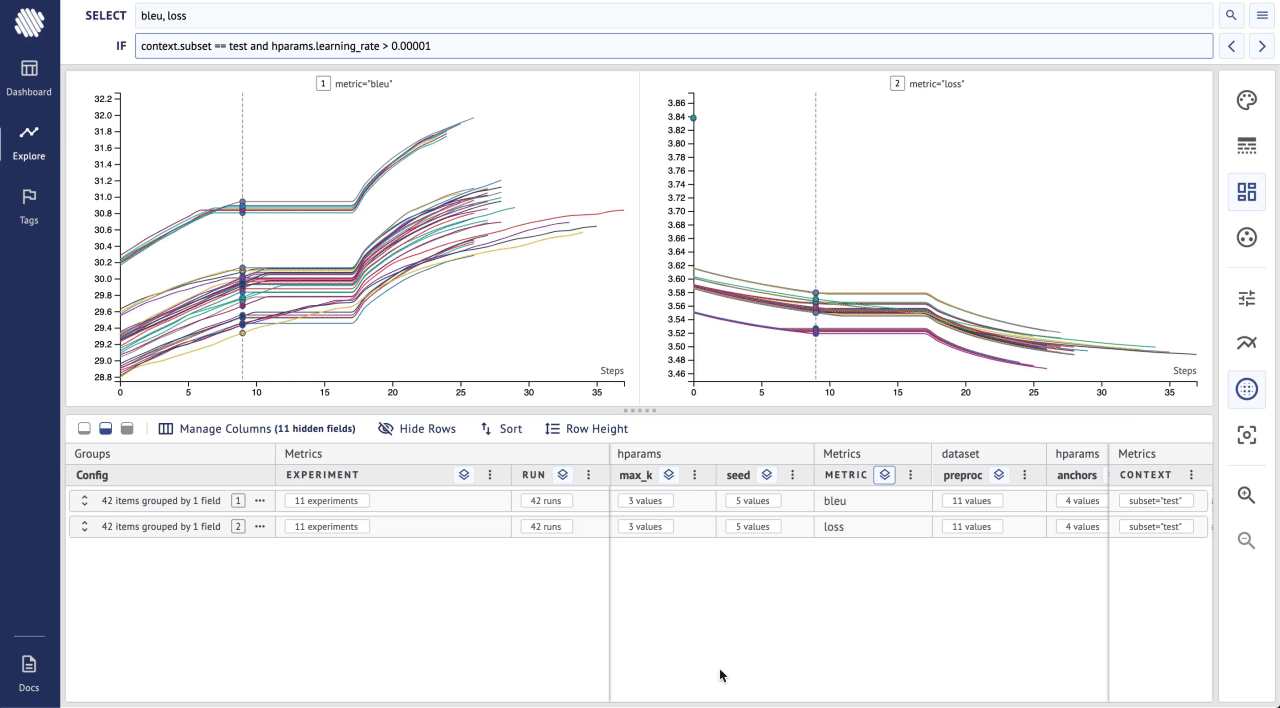 SELECT
bleu, loss
IF
context.subset == test and hparams.learning_rate > 0.00001
Dashboard
Explore
Tags
Docs
1 metric="bleu"
32.2
32.0
31.8
31.6
31.4
31.2
31.0
30.8
30.6
30.4
30.2
30.0
29.8
29.6
29.4
29.2
29.0
28.8
0 5 10 15 20 25 30 35
Steps
2 metric="loss"
3.86
3.84
3.82
3.80
3.78
3.76
3.74
3.72
3.70
3.68
3.66
3.64
3.62
3.60
3.58
3.56
3.54
3.52
3.50
3.48
3.46
0 5 10 15 20 25 30 35
Steps
Manage Columns (11 hidden fields) Hide Rows Sort Row Height
Groups Metrics hparams Metrics dataset hparams Metrics
Config EXPERIMENT RUN max_k seed METRIC preproc anchors CONTEXT
42 items grouped by 1 field 1 11 experiments 42 runs 3 values 5 values bleu 11 values 4 values subset="test"
42 items grouped by 1 field 2 11 experiments 42 runs 3 values 5 values loss 11 values 4 values subset="test"